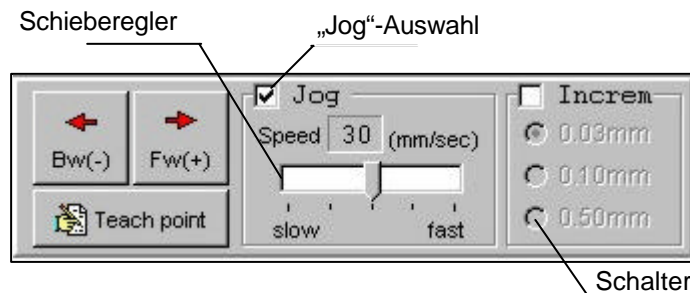 Schieberegler
„Jog“-Auswahl
Jog
Increm
Speed 30 (mm/sec)
0.03mm
Bw(-) Fw(+)
0.10mm
Teach point
slow fast
0.50mm
Schalter